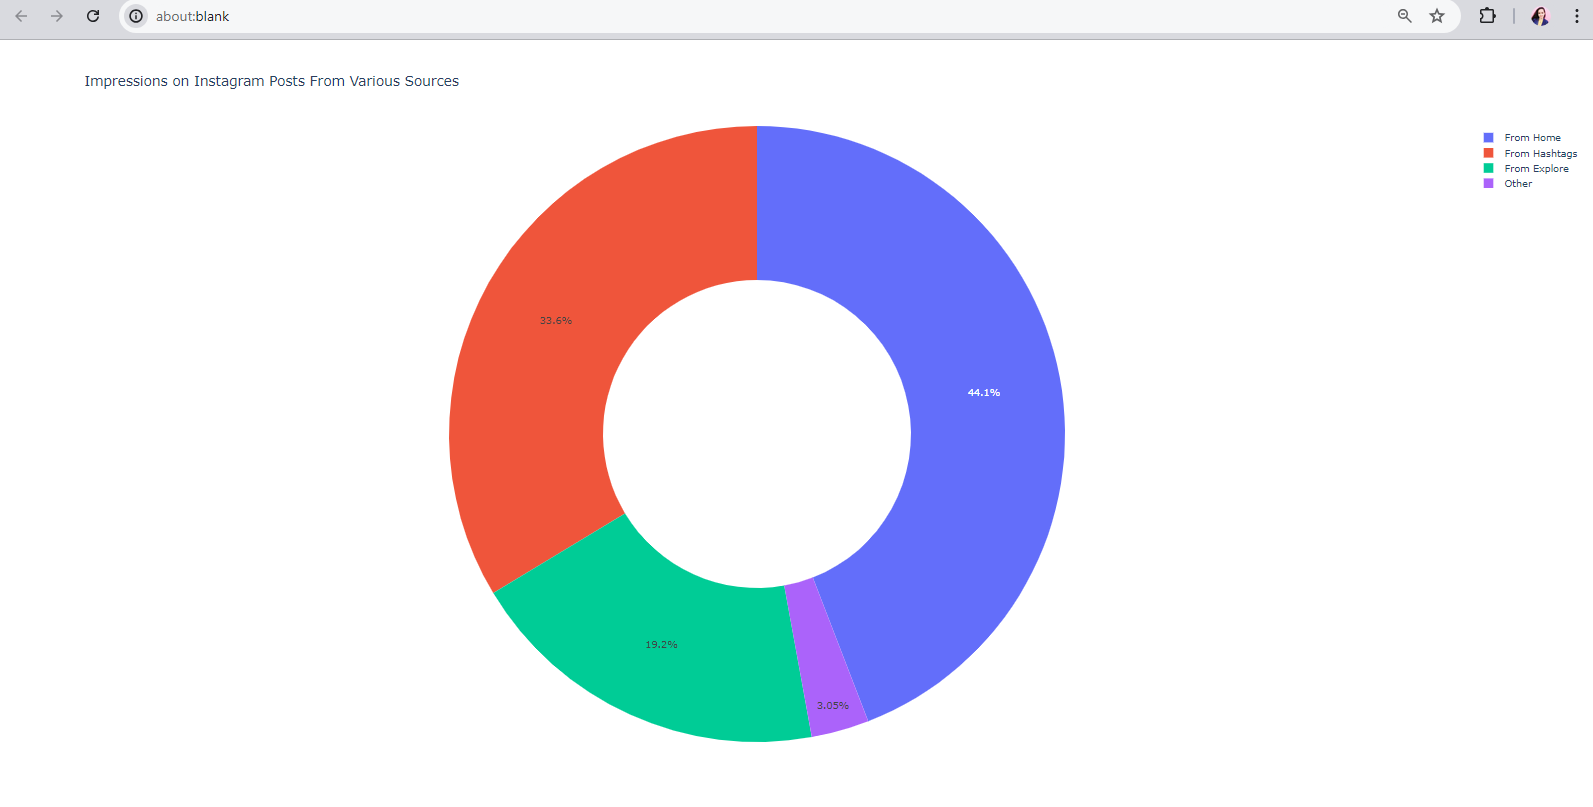 about:blank
Impressions on Instagram Posts From Various Sources
From Home
From Hashtags
From Explore
Other
33.6%
44.1%
19.2%
3.05%